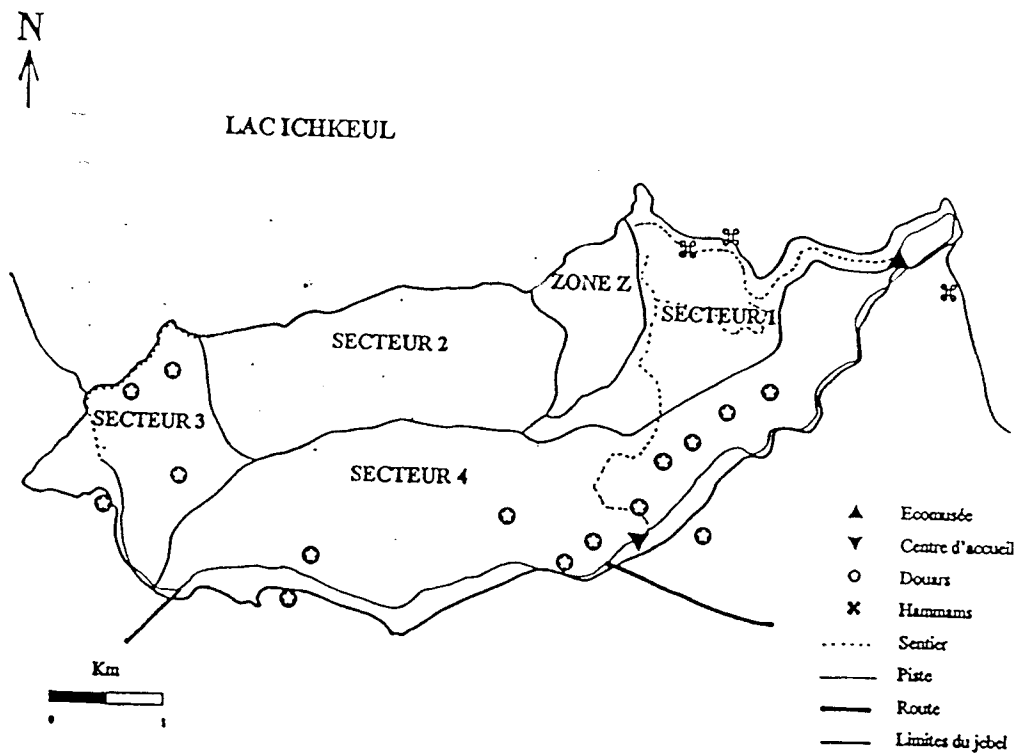 N
LAC ICHKEUL
ZONE Z
SECTEUR 1
SECTEUR 2
SECTEUR 3
SECTEUR 4
Ecomusée
Centre d'accueil
Douars
Hammams
Sentier
Piste
Route
Limites du jebel
Km
0 1